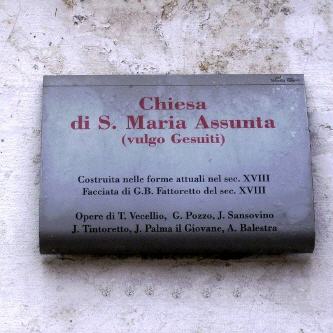 Chiesa
di S. Maria Assunta
(vulgo Gesuiti)
Costruita nelle forme attuali nel sec. XVIII
Facciata di G.B. Fattoretto del sec. XVIII
Opere di T. Vecellio, G. Pozzo, J. Sansovino
J. Tintoretto, J. Palma il Giovane, A. Balestra